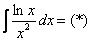 ∫ ln x / x² dx = (*)